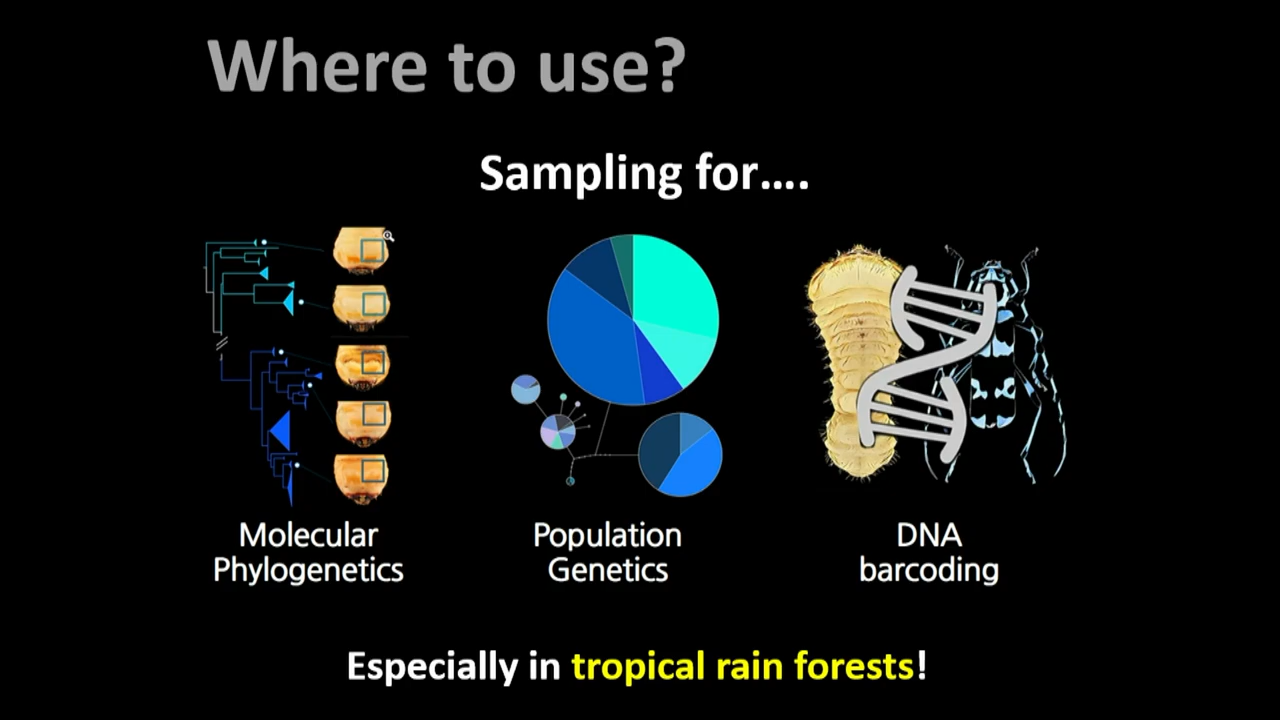 Where to use?
Sampling for....
Molecular
Phylogenetics
Population
Genetics
DNA
barcoding
Especially in tropical rain forests!